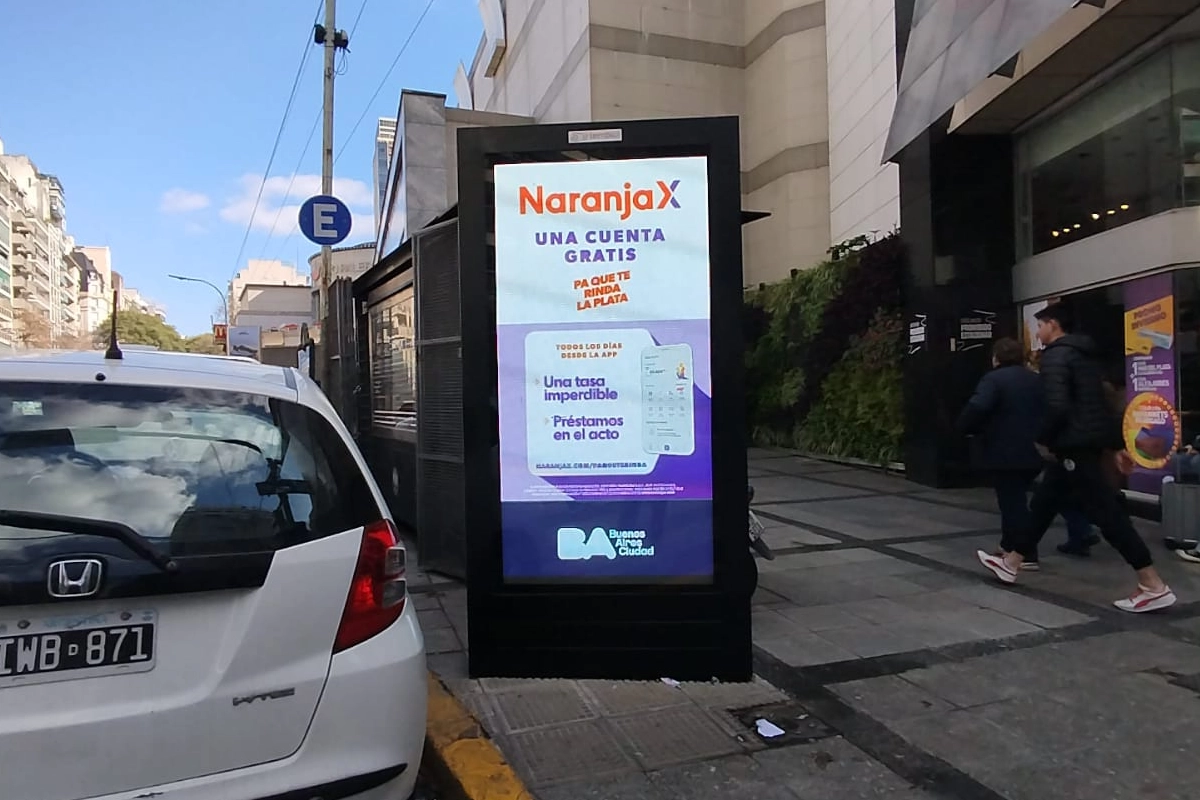 E
NaranjaX
UNA CUENTA
GRATIS
PA QUE TE
RINDA
LA PLATA
TODOS LOS DÍAS
DESDE LA APP
Una tasa
imperdible
Préstamos
en el acto
NARANJAX.COM/PAQUETERINDA
BA Buenos
Aires
Ciudad
IWB D 871